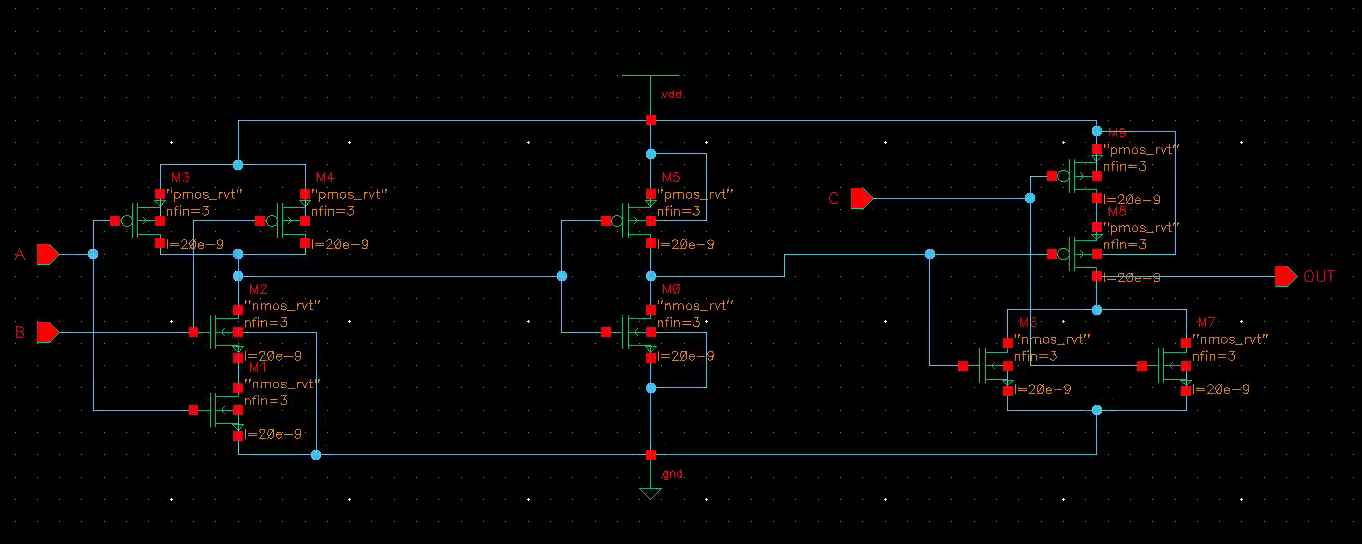 .vdd.
M9
"pmos_rvt"
nfin=3
l=20e-9
M3
"pmos_rvt"
nfin=3
l=20e-9
M4
"pmos_rvt"
nfin=3
l=20e-9
M5
"pmos_rvt"
nfin=3
l=20e-9
C
M8
"pmos_rvt"
nfin=3
l=20e-9
A
OUT
M2
"nmos_rvt"
nfin=3
l=20e-9
M0
"nmos_rvt"
nfin=3
l=20e-9
B
M6
"nmos_rvt"
nfin=3
l=20e-9
M7
"nmos_rvt"
nfin=3
l=20e-9
M1
"nmos_rvt"
nfin=3
l=20e-9
.gnd.